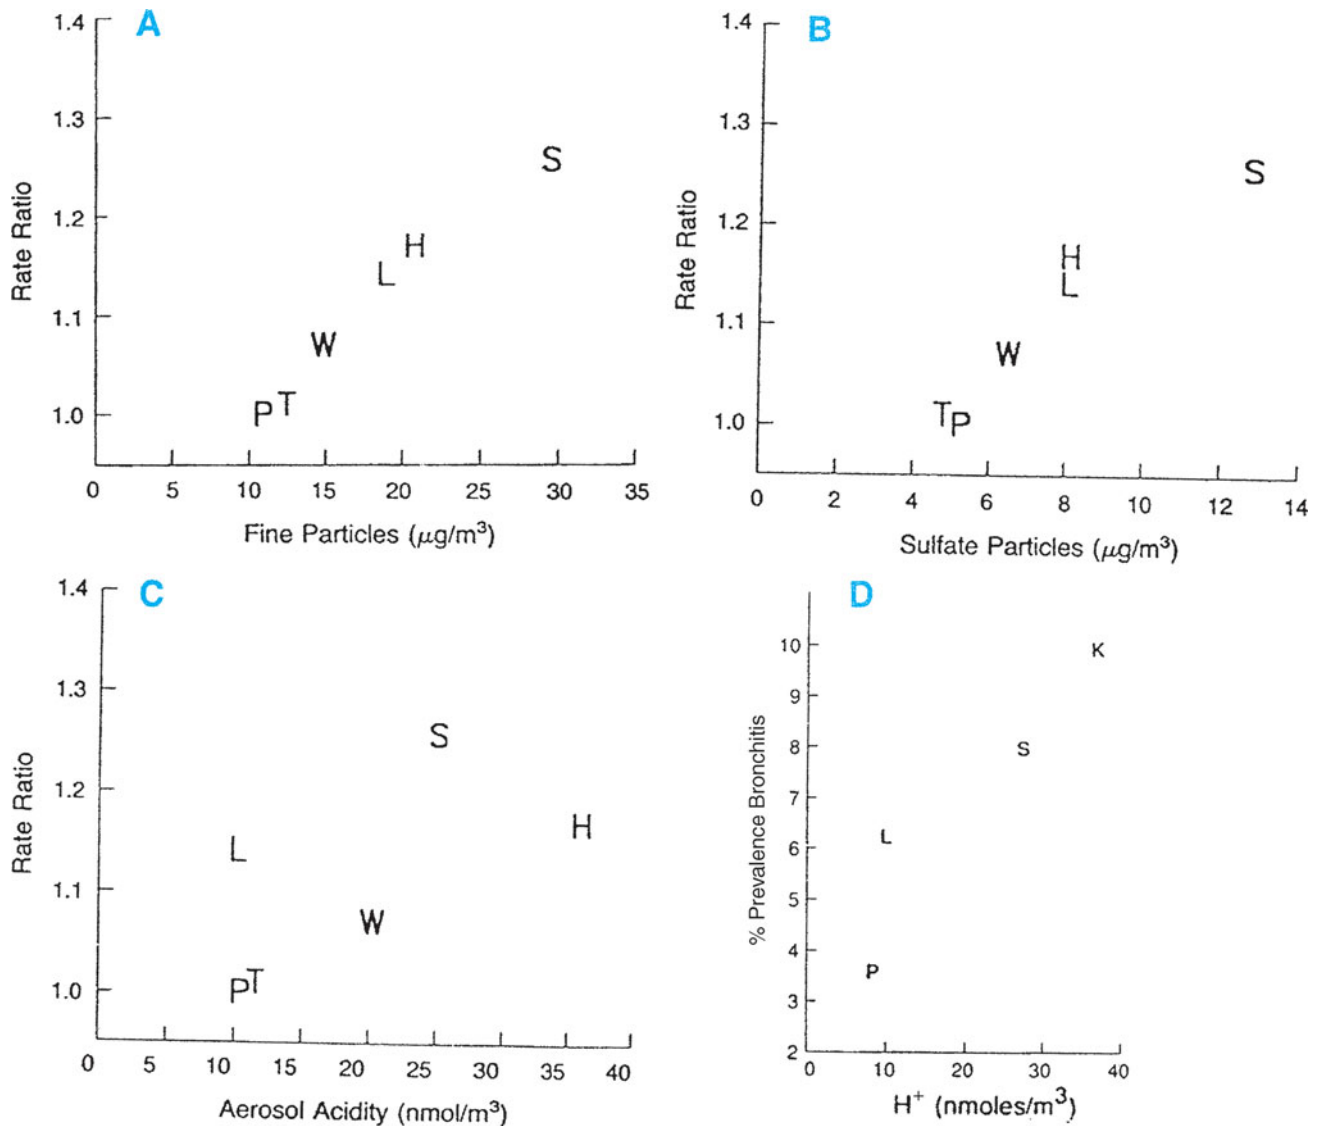 A
1.4
1.3
1.2
1.1
1.0
Rate Ratio
S
H
L
W
T
P
0 5 10 15 20 25 30 35
Fine Particles (μg/m³)
B
1.4
1.3
1.2
1.1
1.0
Rate Ratio
S
H
L
W
T P
0 2 4 6 8 10 12 14
Sulfate Particles (μg/m³)
C
1.4
1.3
1.2
1.1
1.0
Rate Ratio
S
H
L
W
P T
0 5 10 15 20 25 30 35 40
Aerosol Acidity (nmol/m³)
D
10
9
8
7
6
5
4
3
2
% Prevalence Bronchitis
K
S
L
P
0 10 20 30 40
H⁺ (nmoles/m³)